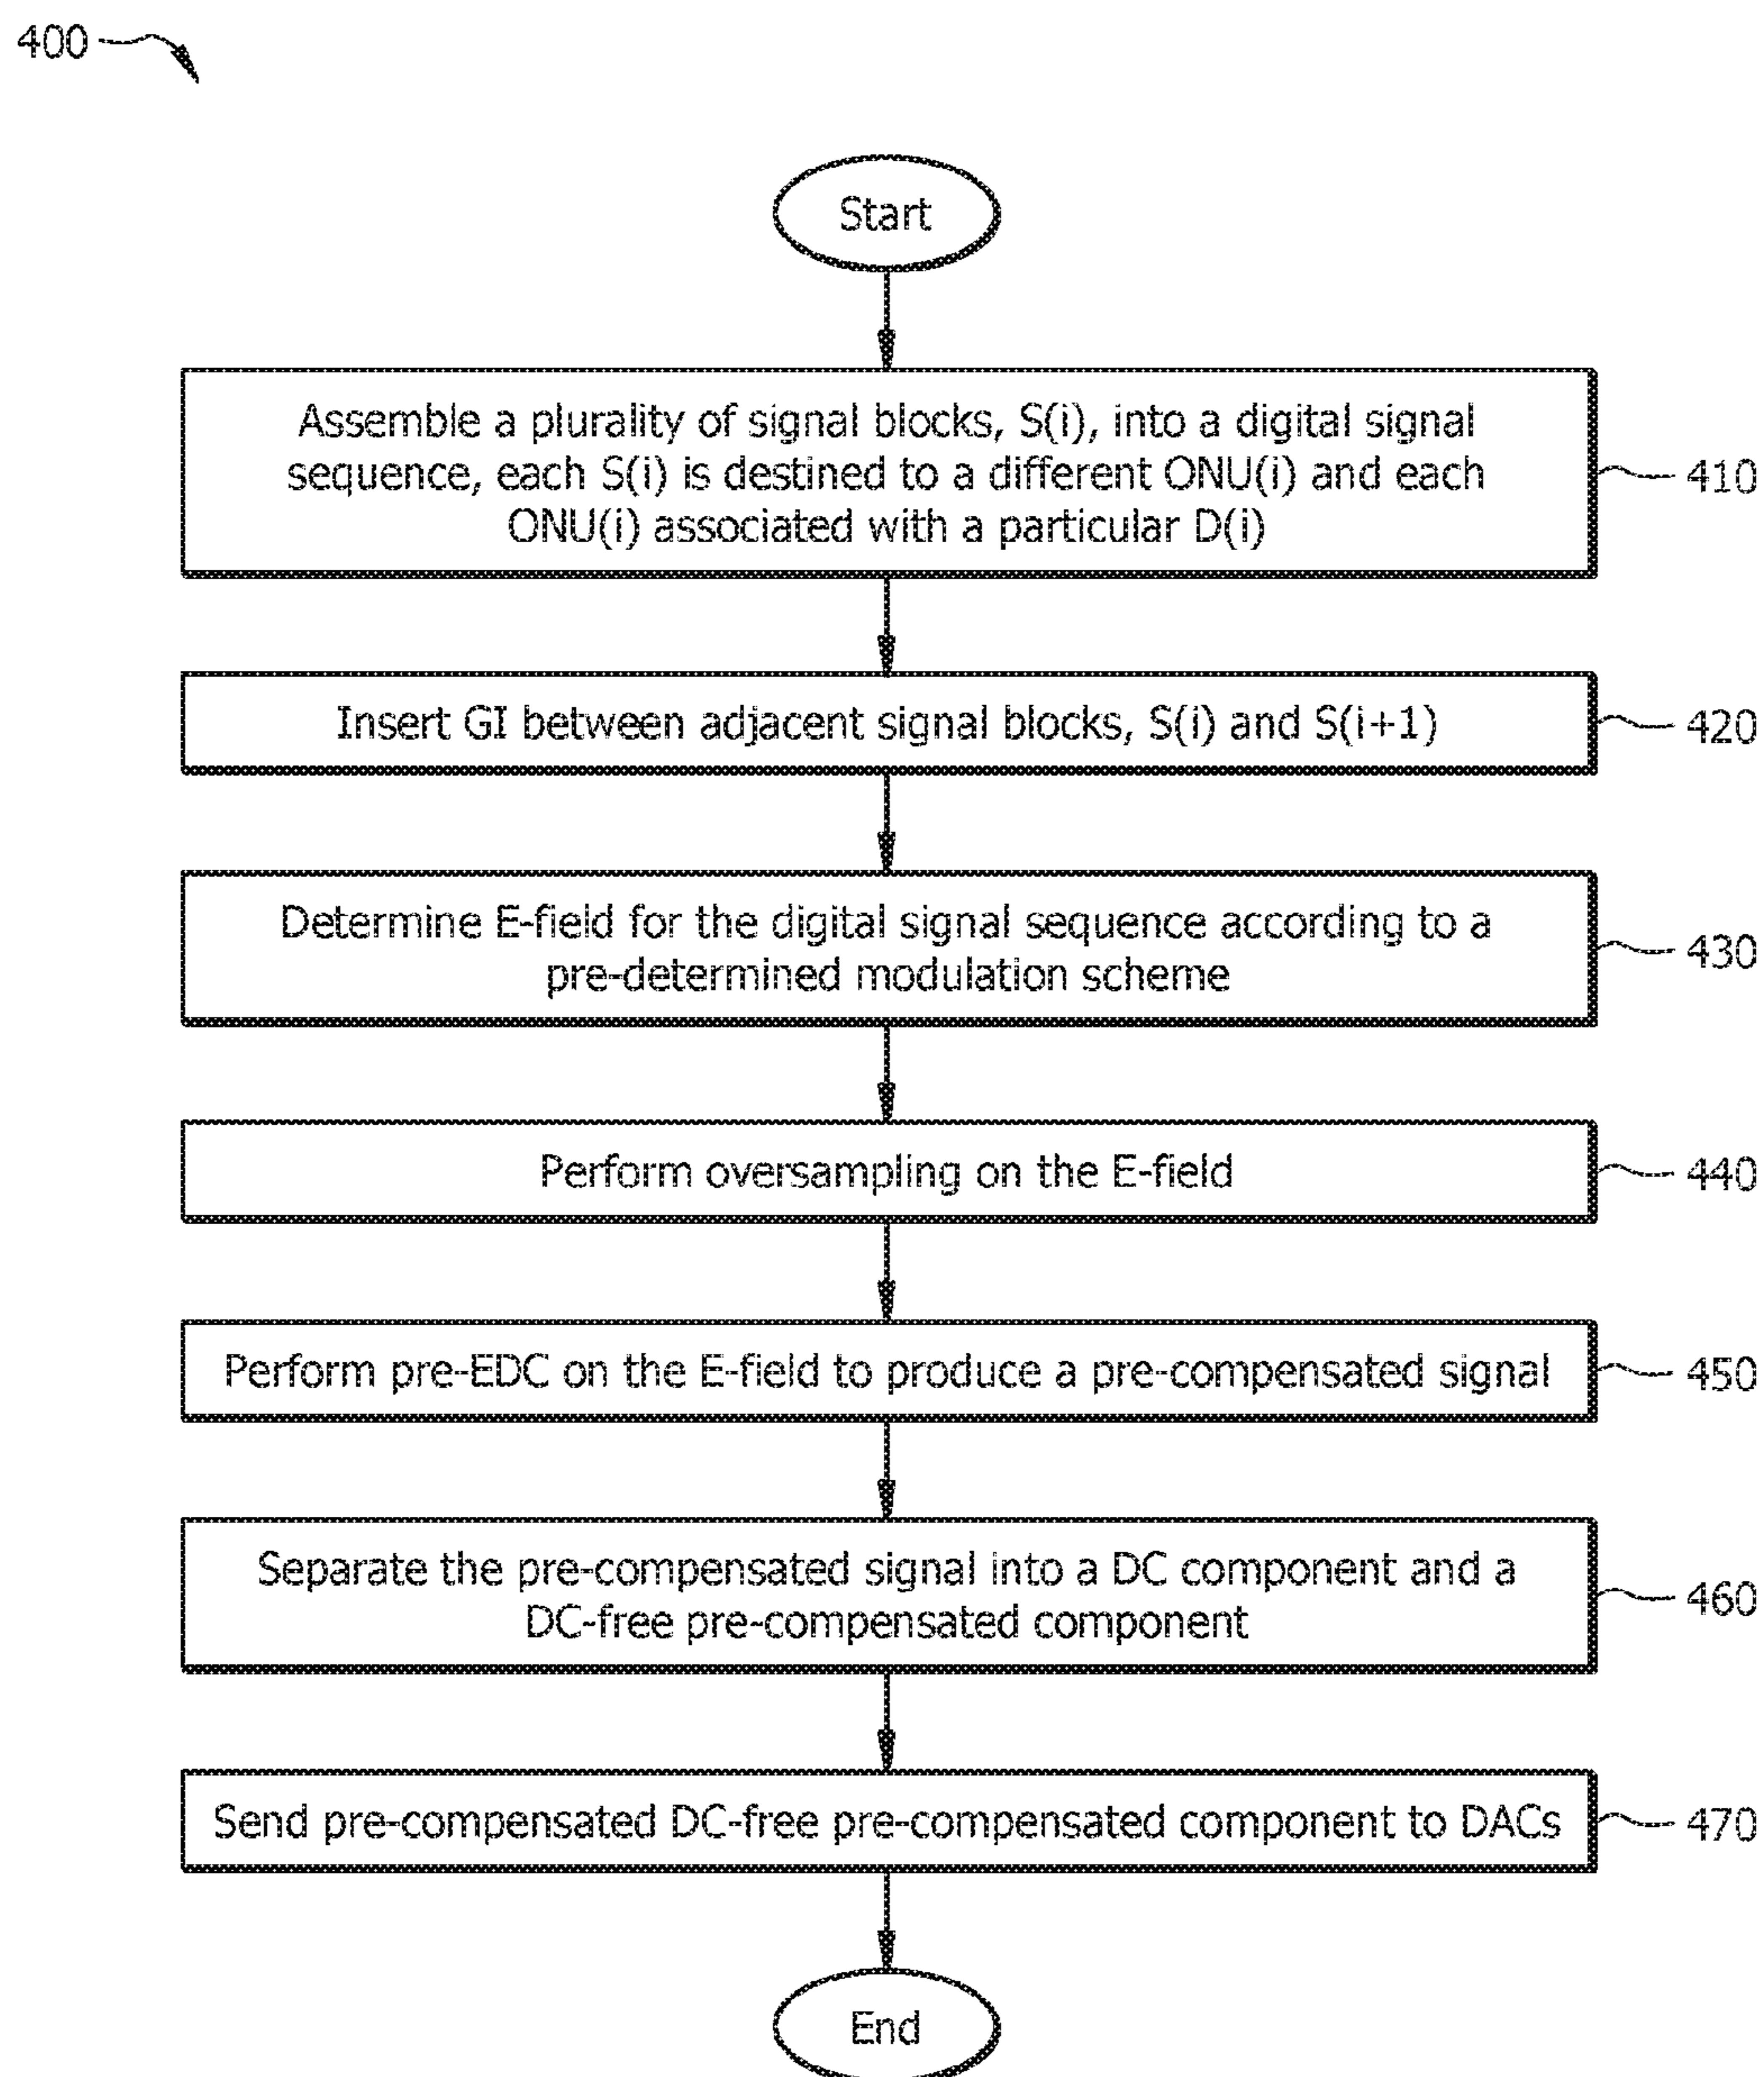 400
Start
Assemble a plurality of signal blocks, S(i), into a digital signal
sequence, each S(i) is destined to a different ONU(i) and each
ONU(i) associated with a particular D(i)
410
Insert GI between adjacent signal blocks, S(i) and S(i+1)
420
Determine E-field for the digital signal sequence according to a
pre-determined modulation scheme
430
Perform oversampling on the E-field
440
Perform pre-EDC on the E-field to produce a pre-compensated signal
450
Separate the pre-compensated signal into a DC component and a
DC-free pre-compensated component
460
Send pre-compensated DC-free pre-compensated component to DACs
470
End